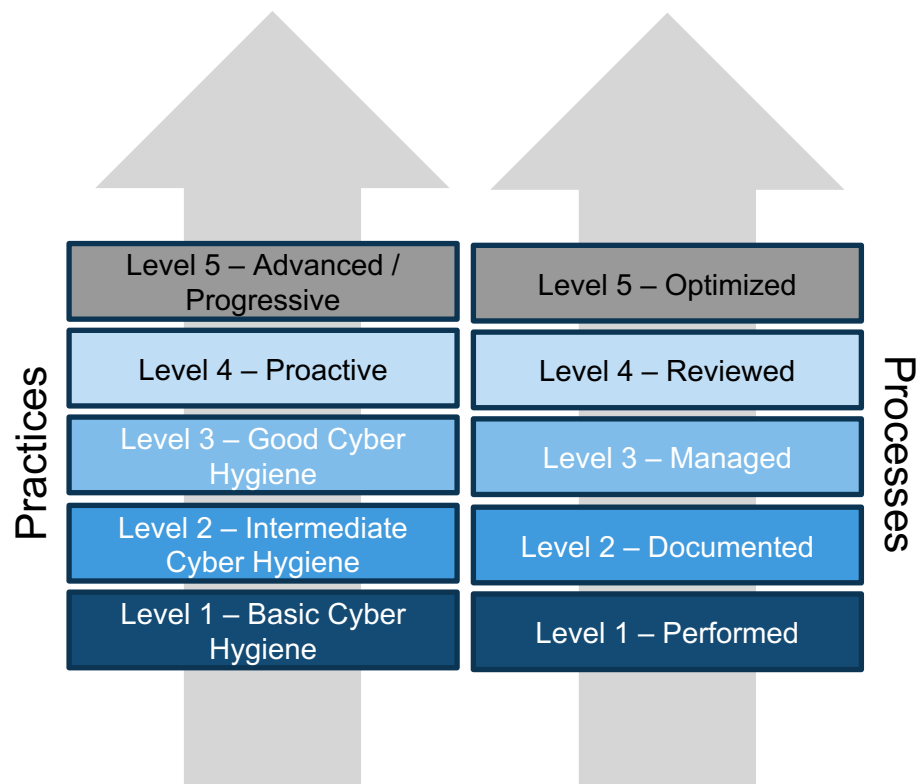 Practices
Level 5 – Advanced /
Progressive
Level 4 – Proactive
Level 3 – Good Cyber
Hygiene
Level 2 – Intermediate
Cyber Hygiene
Level 1 – Basic Cyber
Hygiene
Level 5 – Optimized
Level 4 – Reviewed
Level 3 – Managed
Level 2 – Documented
Level 1 – Performed
Processes